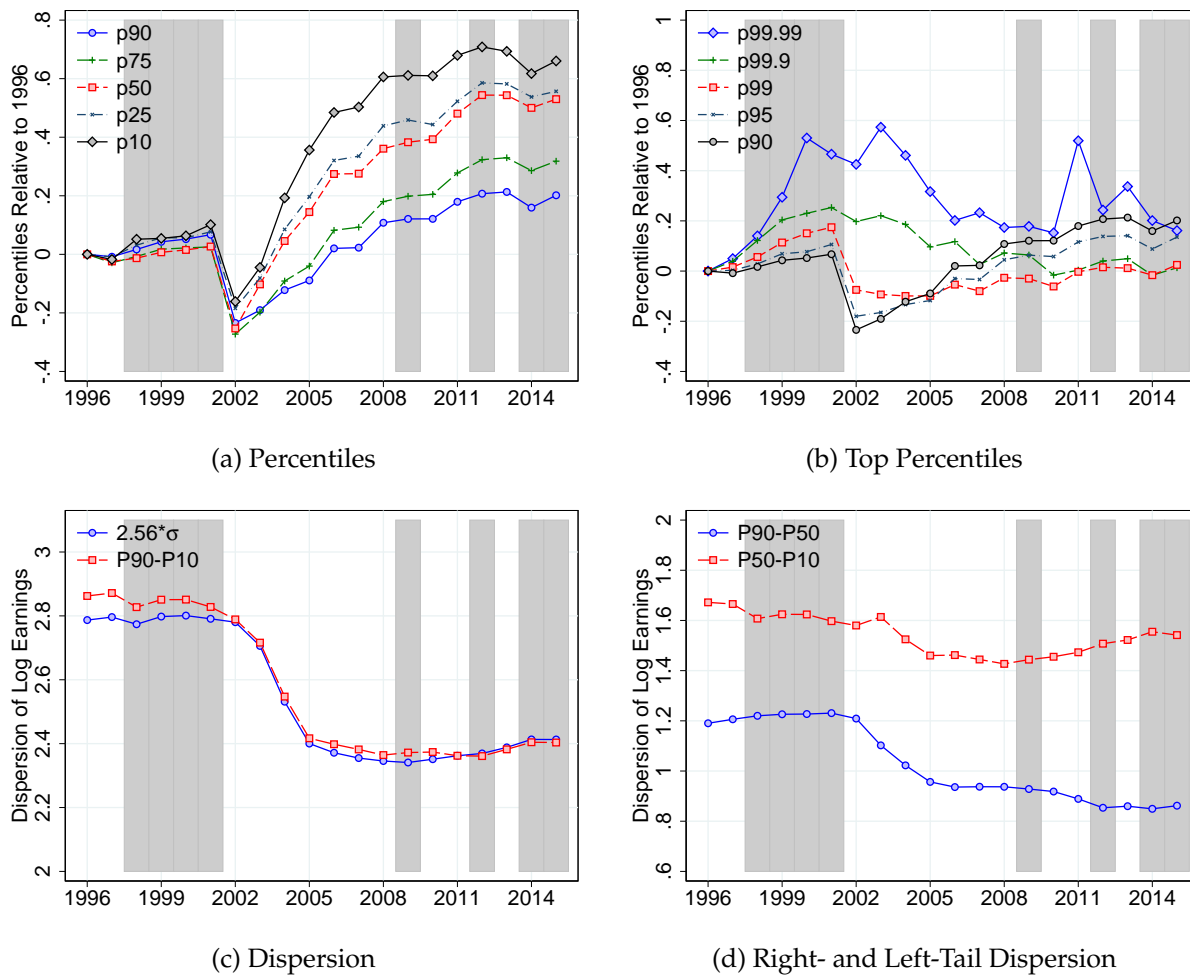 Percentiles Relative to 1996
.8
.6
.4
.2
0
-.2
-.4
p90
p75
p50
p25
p10
1996 1999 2002 2005 2008 2011 2014
(a) Percentiles
Percentiles Relative to 1996
1
.8
.6
.4
.2
0
-.2
-.4
p99.99
p99.9
p99
p95
p90
1996 1999 2002 2005 2008 2011 2014
(b) Top Percentiles
Dispersion of Log Earnings
3
2.8
2.6
2.4
2.2
2
2.56*σ
P90-P10
1996 1999 2002 2005 2008 2011 2014
(c) Dispersion
Dispersion of Log Earnings
2
1.8
1.6
1.4
1.2
1
.8
.6
P90-P50
P50-P10
1996 1999 2002 2005 2008 2011 2014
(d) Right- and Left-Tail Dispersion